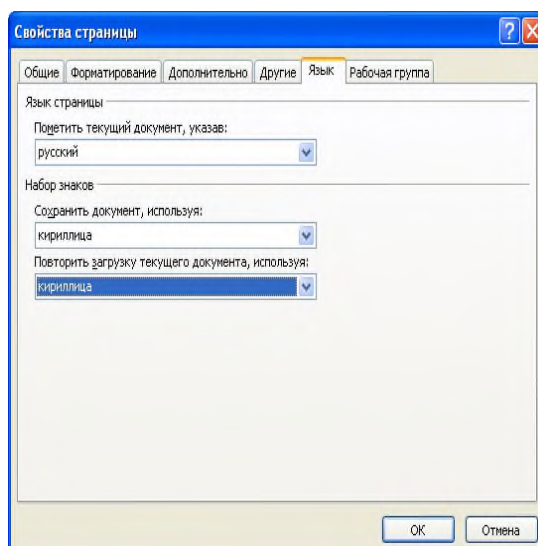 Свойства страницы
Общие Форматирование Дополнительно Другие Язык Рабочая группа
Язык страницы
Пометить текущий документ, указав:
русский
Набор знаков
Сохранить документ, используя:
кириллица
Повторить загрузку текущего документа, используя:
кириллица
ОК Отмена